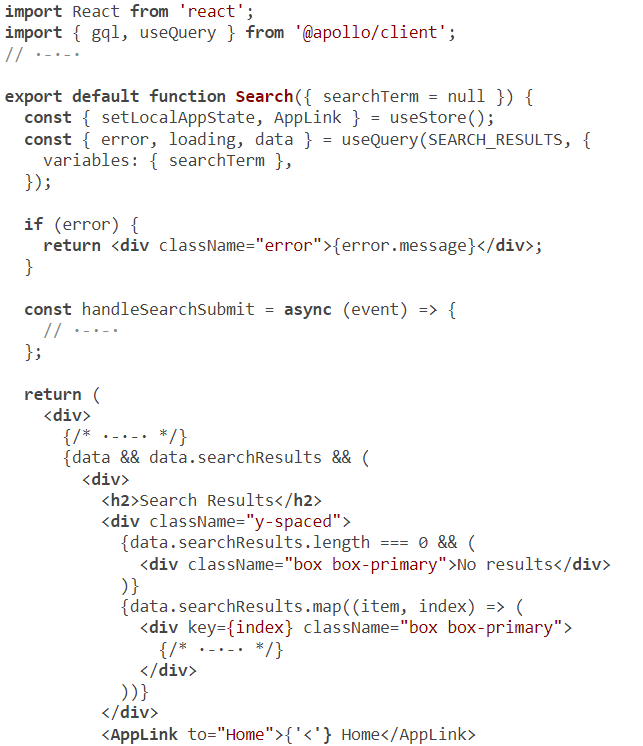 import React from 'react';
import { gql, useQuery } from '@apollo/client';
// ·-·-·
export default function Search({ searchTerm = null }) {
  const { setLocalAppState, AppLink } = useStore();
  const { error, loading, data } = useQuery(SEARCH_RESULTS, {
    variables: { searchTerm },
  });
  if (error) {
    return <div className="error">{error.message}</div>;
  }
  const handleSearchSubmit = async (event) => {
    // ·-·-·
  };
  return (
    <div>
      {/* ·-·-· */}
      {data && data.searchResults && (
        <div>
          <h2>Search Results</h2>
          <div className="y-spaced">
            {data.searchResults.length === 0 && (
              <div className="box box-primary">No results</div>
            )}
            {data.searchResults.map((item, index) => (
              <div key={index} className="box box-primary">
                {/* ·-·-· */}
              </div>
            ))}
          </div>
          <AppLink to="Home">{'<'} Home</AppLink>